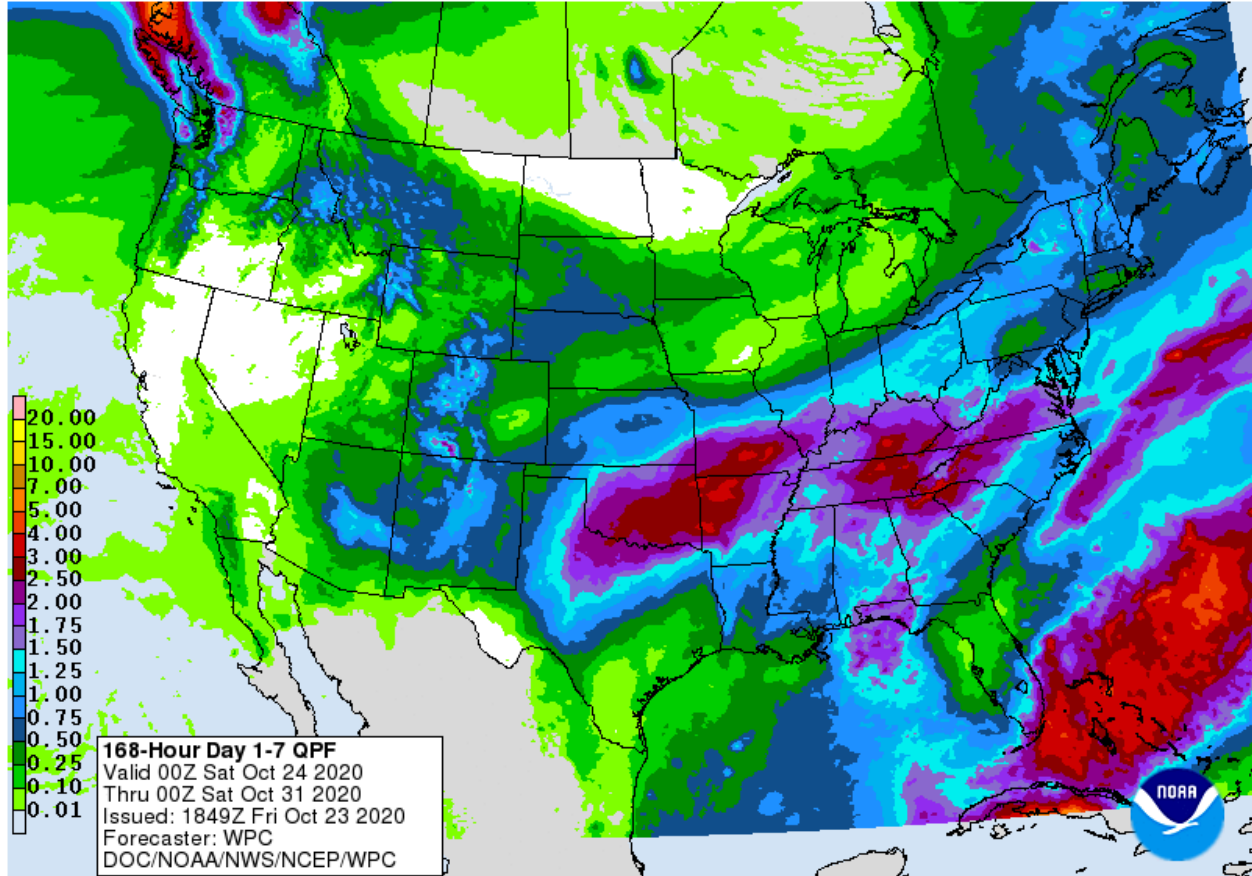 20.00
15.00
10.00
7.00
5.00
4.00
3.00
2.50
2.00
1.75
1.50
1.25
1.00
0.75
0.50
0.25
0.10
0.01
168-Hour Day 1-7 QPF
Valid 00Z Sat Oct 24 2020
Thru 00Z Sat Oct 31 2020
Issued: 1849Z Fri Oct 23 2020
Forecaster: WPC
DOC/NOAA/NWS/NCEP/WPC
NOAA